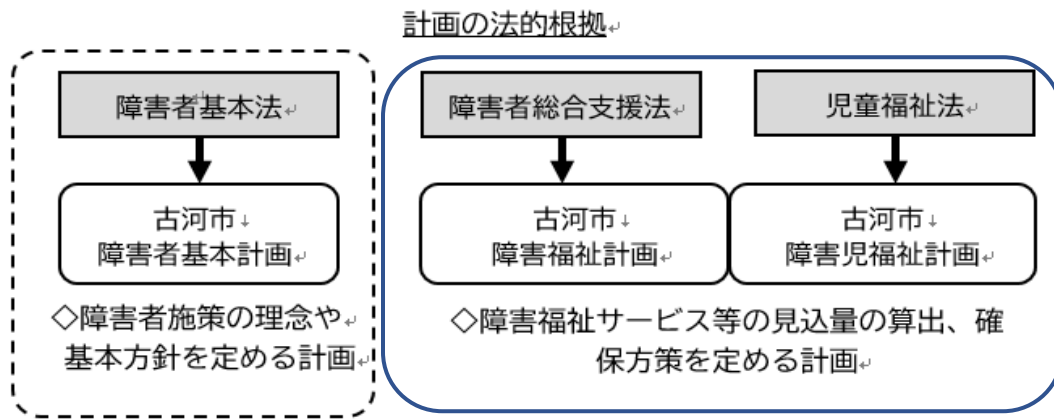 計画の法的根拠
障害者基本法
古河市
障害者基本計画
◇障害者施策の理念や
基本方針を定める計画
障害者総合支援法
児童福祉法
古河市
障害福祉計画
古河市
障害児福祉計画
◇障害福祉サービス等の見込量の算出、確
保方策を定める計画